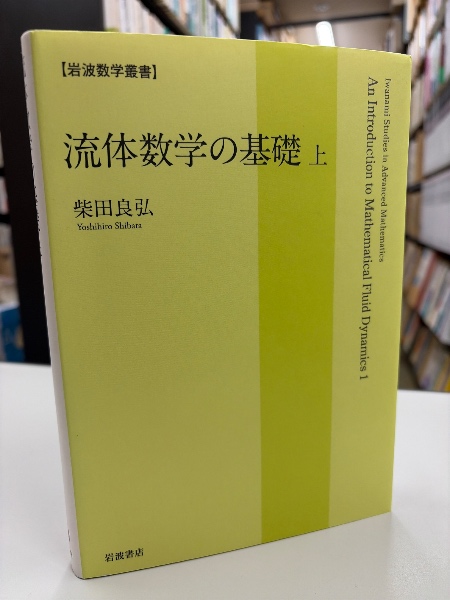 【岩波数学叢書】
流体数学の基礎 上
柴田良弘
Yoshihiro Shibata
Iwanami Studies in Advanced Mathematics
An Introduction to Mathematical Fluid Dynamics 1
岩波書店